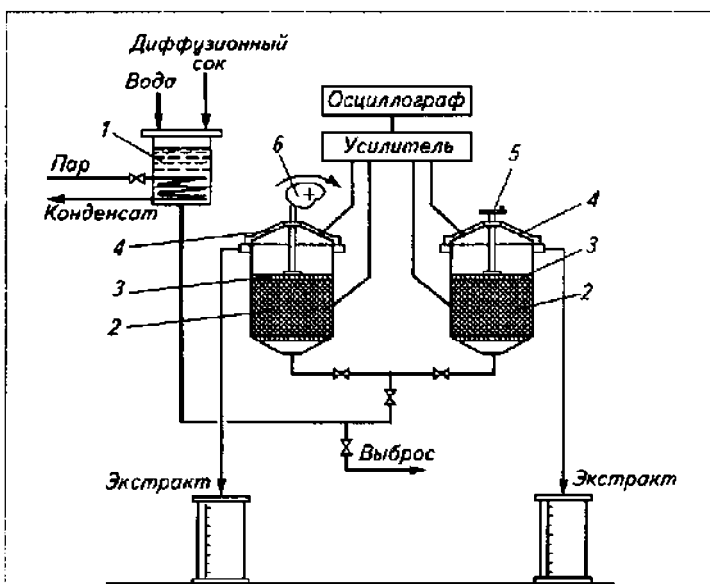 Диффузионный
сок
Вода
Осциллограф
Усилитель
1
6
5
Пар
Конденсат
4
4
3
3
2
2
Выброс
Экстракт
Экстракт